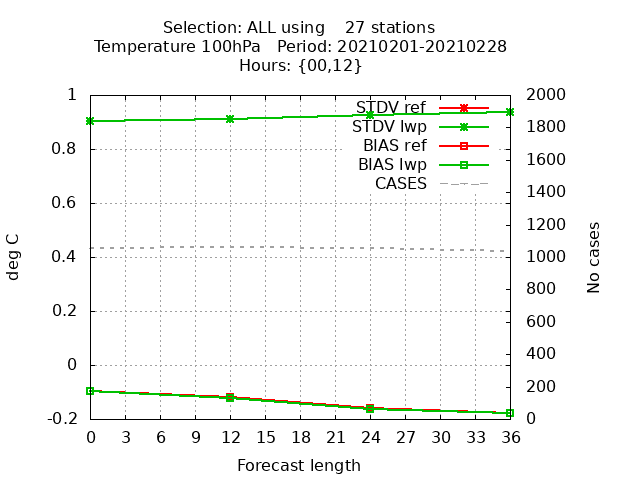 Selection: ALL using    27 stations
Temperature 100hPa   Period: 20210201-20210228
Hours: {00,12}
STDV ref
STDV lwp
BIAS ref
BIAS lwp
CASES
1
0.8
0.6
0.4
0.2
0
-0.2
deg C
2000
1800
1600
1400
1200
1000
800
600
400
200
0
No cases
0 3 6 9 12 15 18 21 24 27 30 33 36
Forecast length